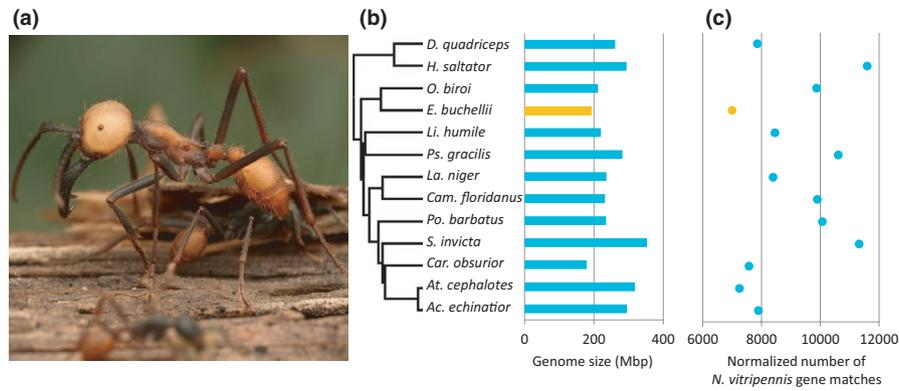 (a)
(b)
(c)
D. quadriceps
H. saltator
O. biroi
E. buchellii
Li. humile
Ps. gracilis
La. niger
Cam. floridanus
Po. barbatus
S. invicta
Car. obsurior
At. cephalotes
Ac. echinatior
0 200 400
Genome size (Mbp)
6000 8000 10000 12000
Normalized number of
N. vitripennis gene matches